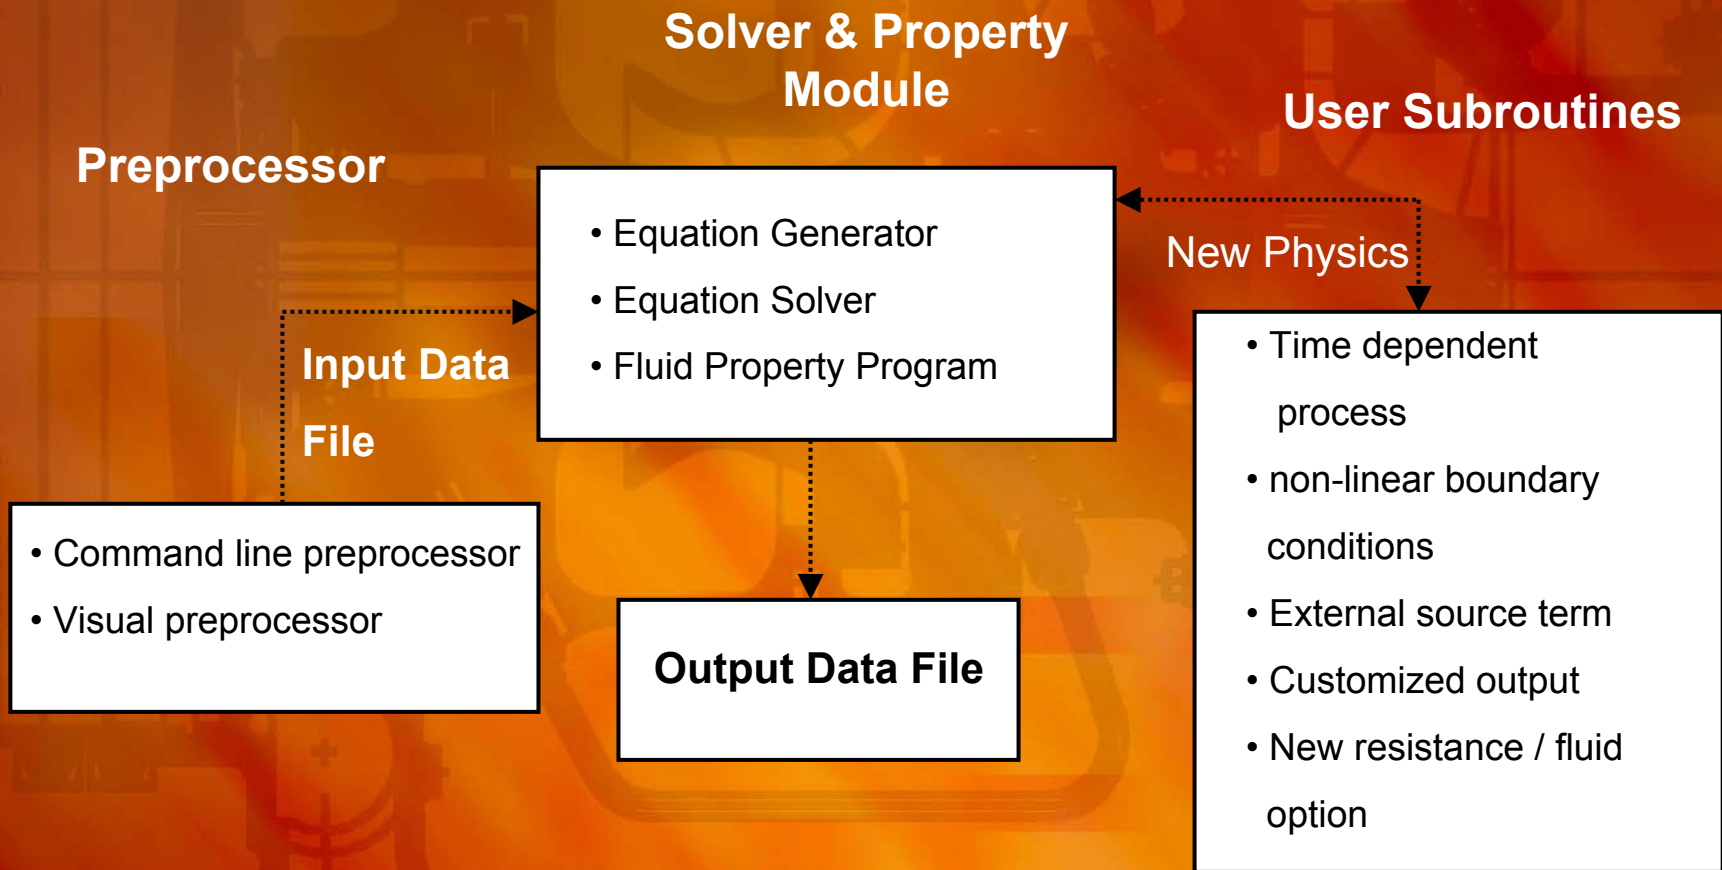 Solver & Property
Module
User Subroutines
Preprocessor
• Equation Generator
• Equation Solver
• Fluid Property Program
New Physics
Input Data
File
• Command line preprocessor
• Visual preprocessor
Output Data File
• Time dependent
process
• non-linear boundary
conditions
• External source term
• Customized output
• New resistance / fluid
option